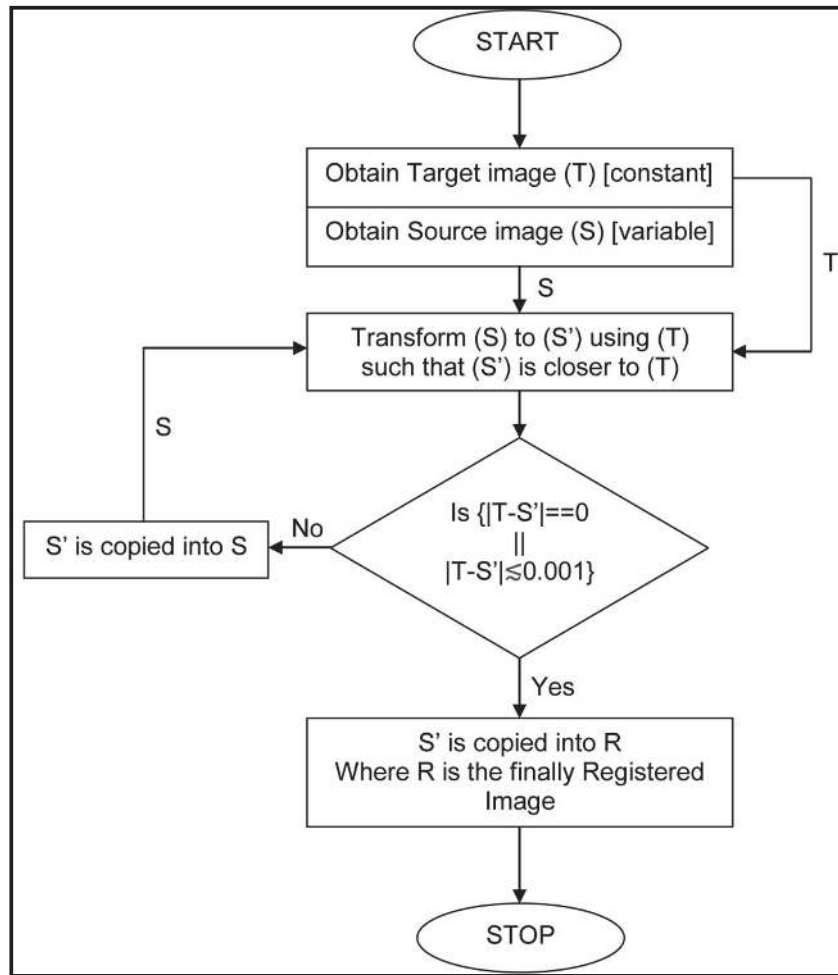 START
Obtain Target image (T) [constant]
Obtain Source image (S) [variable]
T
S
Transform (S) to (S’) using (T)
such that (S’) is closer to (T)
S
Is {|T-S’|==0
||
|T-S’|≲0.001}
No
S’ is copied into S
Yes
S’ is copied into R
Where R is the finally Registered
Image
STOP